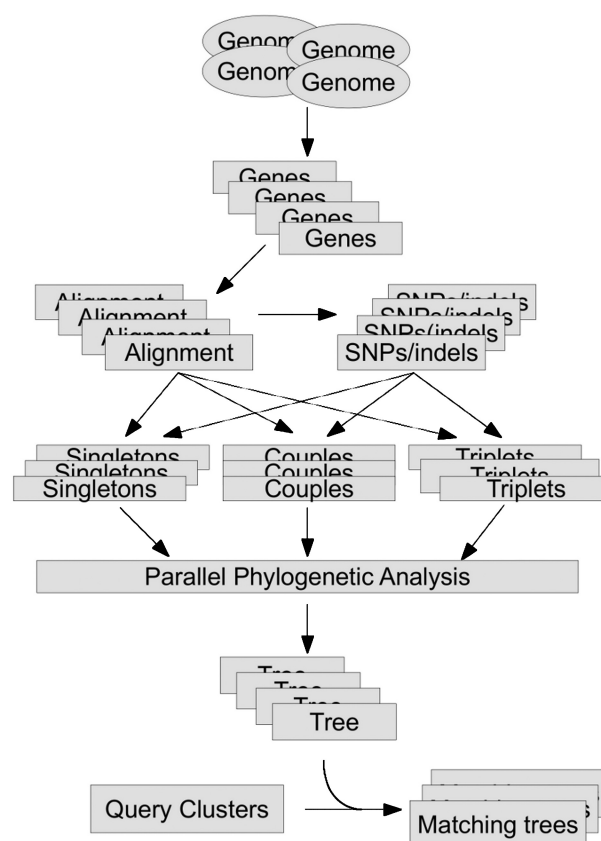 Genome
Genome
Genome
Genome
Genes
Genes
Genes
Genes
Alignment
Alignment
Alignment
Alignment
SNPs/indels
SNPs/indels
SNPs(indels
SNPs/indels
Singletons
Singletons
Singletons
Couples
Couples
Couples
Triplets
Triplets
Triplets
Parallel Phylogenetic Analysis
Tree
Tree
Tree
Tree
Query Clusters
Matching trees